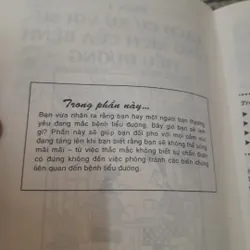 Trong phần này...
Bạn vừa nhận ra rằng bạn hay một người bạn thương
yêu đang mắc bệnh tiểu đường. Bây giờ bạn sẽ làm
gì? Phần này sẽ giúp bạn đối phó với mọi cảm xúc
đang tăng lên khi bạn biết rằng bạn sẽ không thể sống
mãi mãi – từ việc thắc mắc không biết sự chẩn đoán
có đúng không đến việc phòng tránh các biến chứng
liên quan đến bệnh tiểu đường.